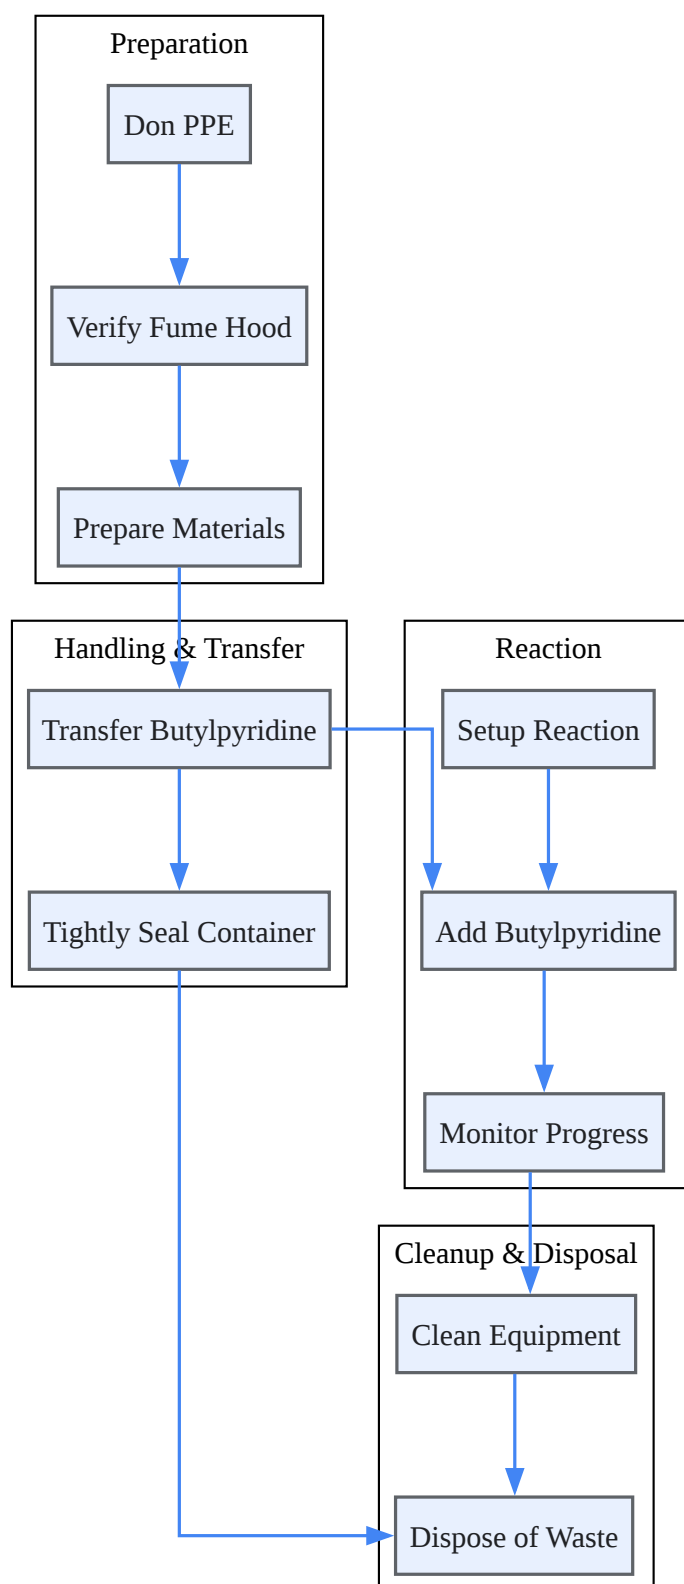 Preparation
Don PPE
Verify Fume Hood
Prepare Materials
Handling & Transfer
Transfer Butylpyridine
Tightly Seal Container
Reaction
Setup Reaction
Add Butylpyridine
Monitor Progress
Cleanup & Disposal
Clean Equipment
Dispose of Waste